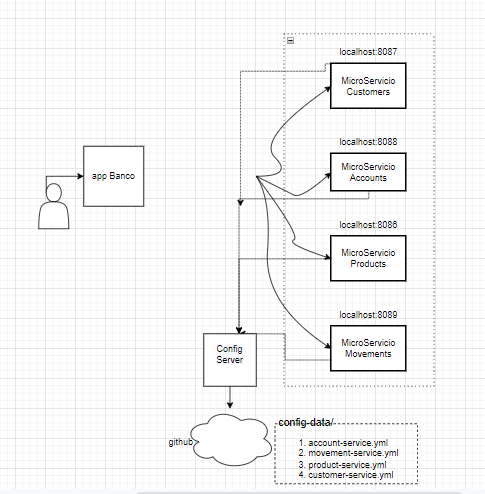 localhost:8087
MicroServicio
Customers
localhost:8088
MicroServicio
Accounts
app Banco
localhost:8086
MicroServicio
Products
localhost:8089
MicroServicio
Movements
Config
Server
github
config-data/
1. account-service.yml
2. movement-service.yml
3. product-service.yml
4. customer-service.yml